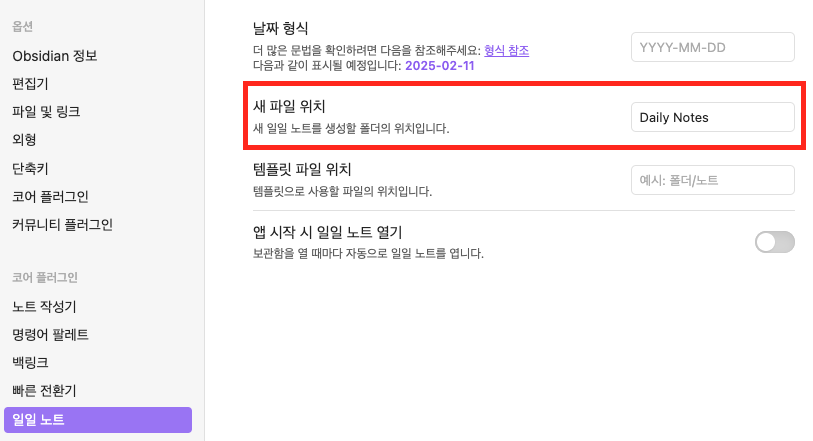 옵션
Obsidian 정보
편집기
파일 및 링크
외형
단축키
코어 플러그인
커뮤니티 플러그인
코어 플러그인
노트 작성기
명령어 팔레트
백링크
빠른 전환기
일일 노트
날짜 형식
더 많은 문법을 확인하려면 다음을 참조해주세요: 형식 참조
다음과 같이 표시될 예정입니다: 2025-02-11
YYYY-MM-DD
새 파일 위치
새 일일 노트를 생성할 폴더의 위치입니다.
Daily Notes
템플릿 파일 위치
템플릿으로 사용할 파일의 위치입니다.
예시: 폴더/노트
앱 시작 시 일일 노트 열기
보관함을 열 때마다 자동으로 일일 노트를 엽니다.